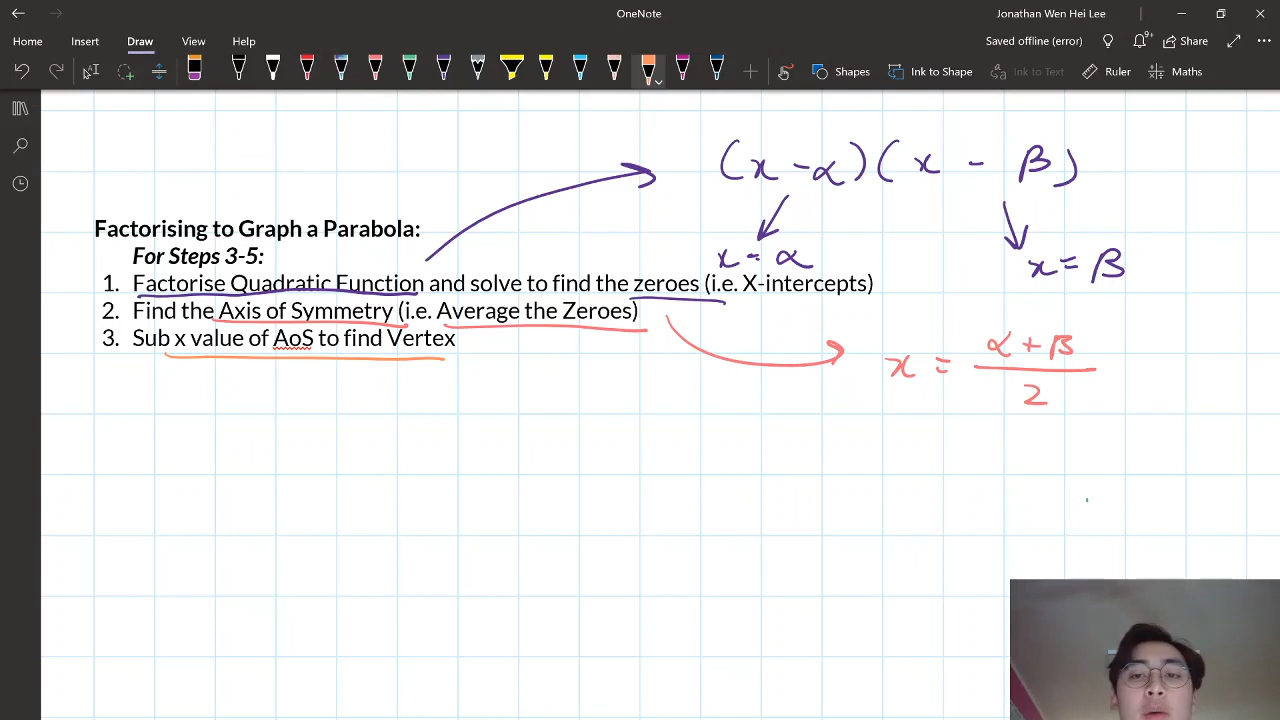 OneNote
Jonathan Wen Hei Lee
Home Insert Draw View Help
Saved offline (error)
9+
Share
Shapes
Ink to Shape
Ink to Text
Ruler
Maths
(x - α)(x - β)
x = α
x = β
Factorising to Graph a Parabola:
For Steps 3-5:
1. Factorise Quadratic Function and solve to find the zeroes (i.e. X-intercepts)
2. Find the Axis of Symmetry (i.e. Average the Zeroes)
3. Sub x value of AoS to find Vertex
α + β
x =
2